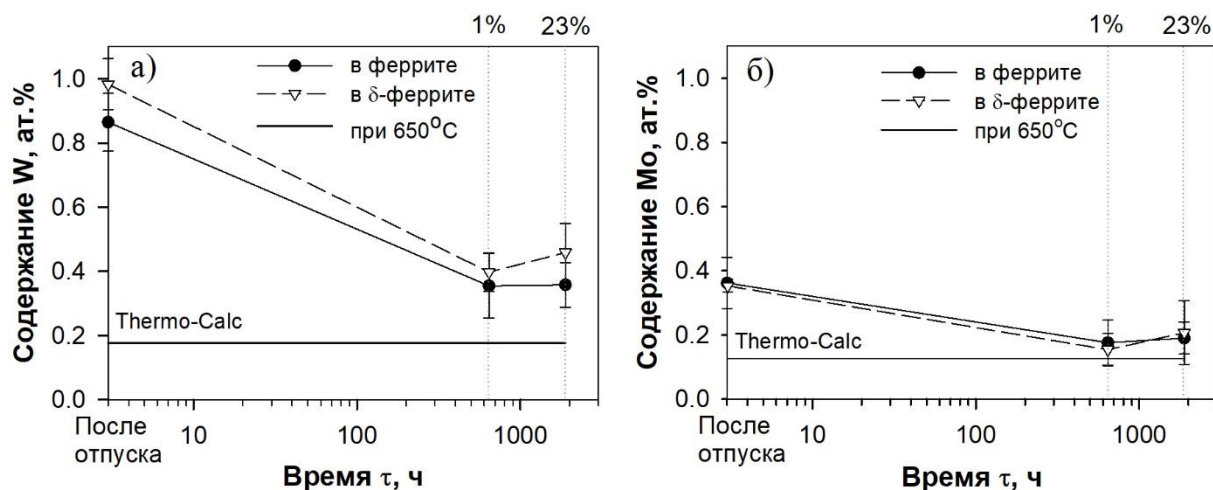 1% 23%
а)
в феррите
в δ-феррите
при 650°C
Содержание W, ат.%
1.0
0.8
0.6
0.4
0.2
0.0
Thermo-Calc
После
отпуска
10 100 1000
Время τ, ч
1% 23%
б)
в феррите
в δ-феррите
при 650°C
Содержание Mo, ат.%
1.0
0.8
0.6
0.4
0.2
0.0
Thermo-Calc
После
отпуска
10 100 1000
Время τ, ч